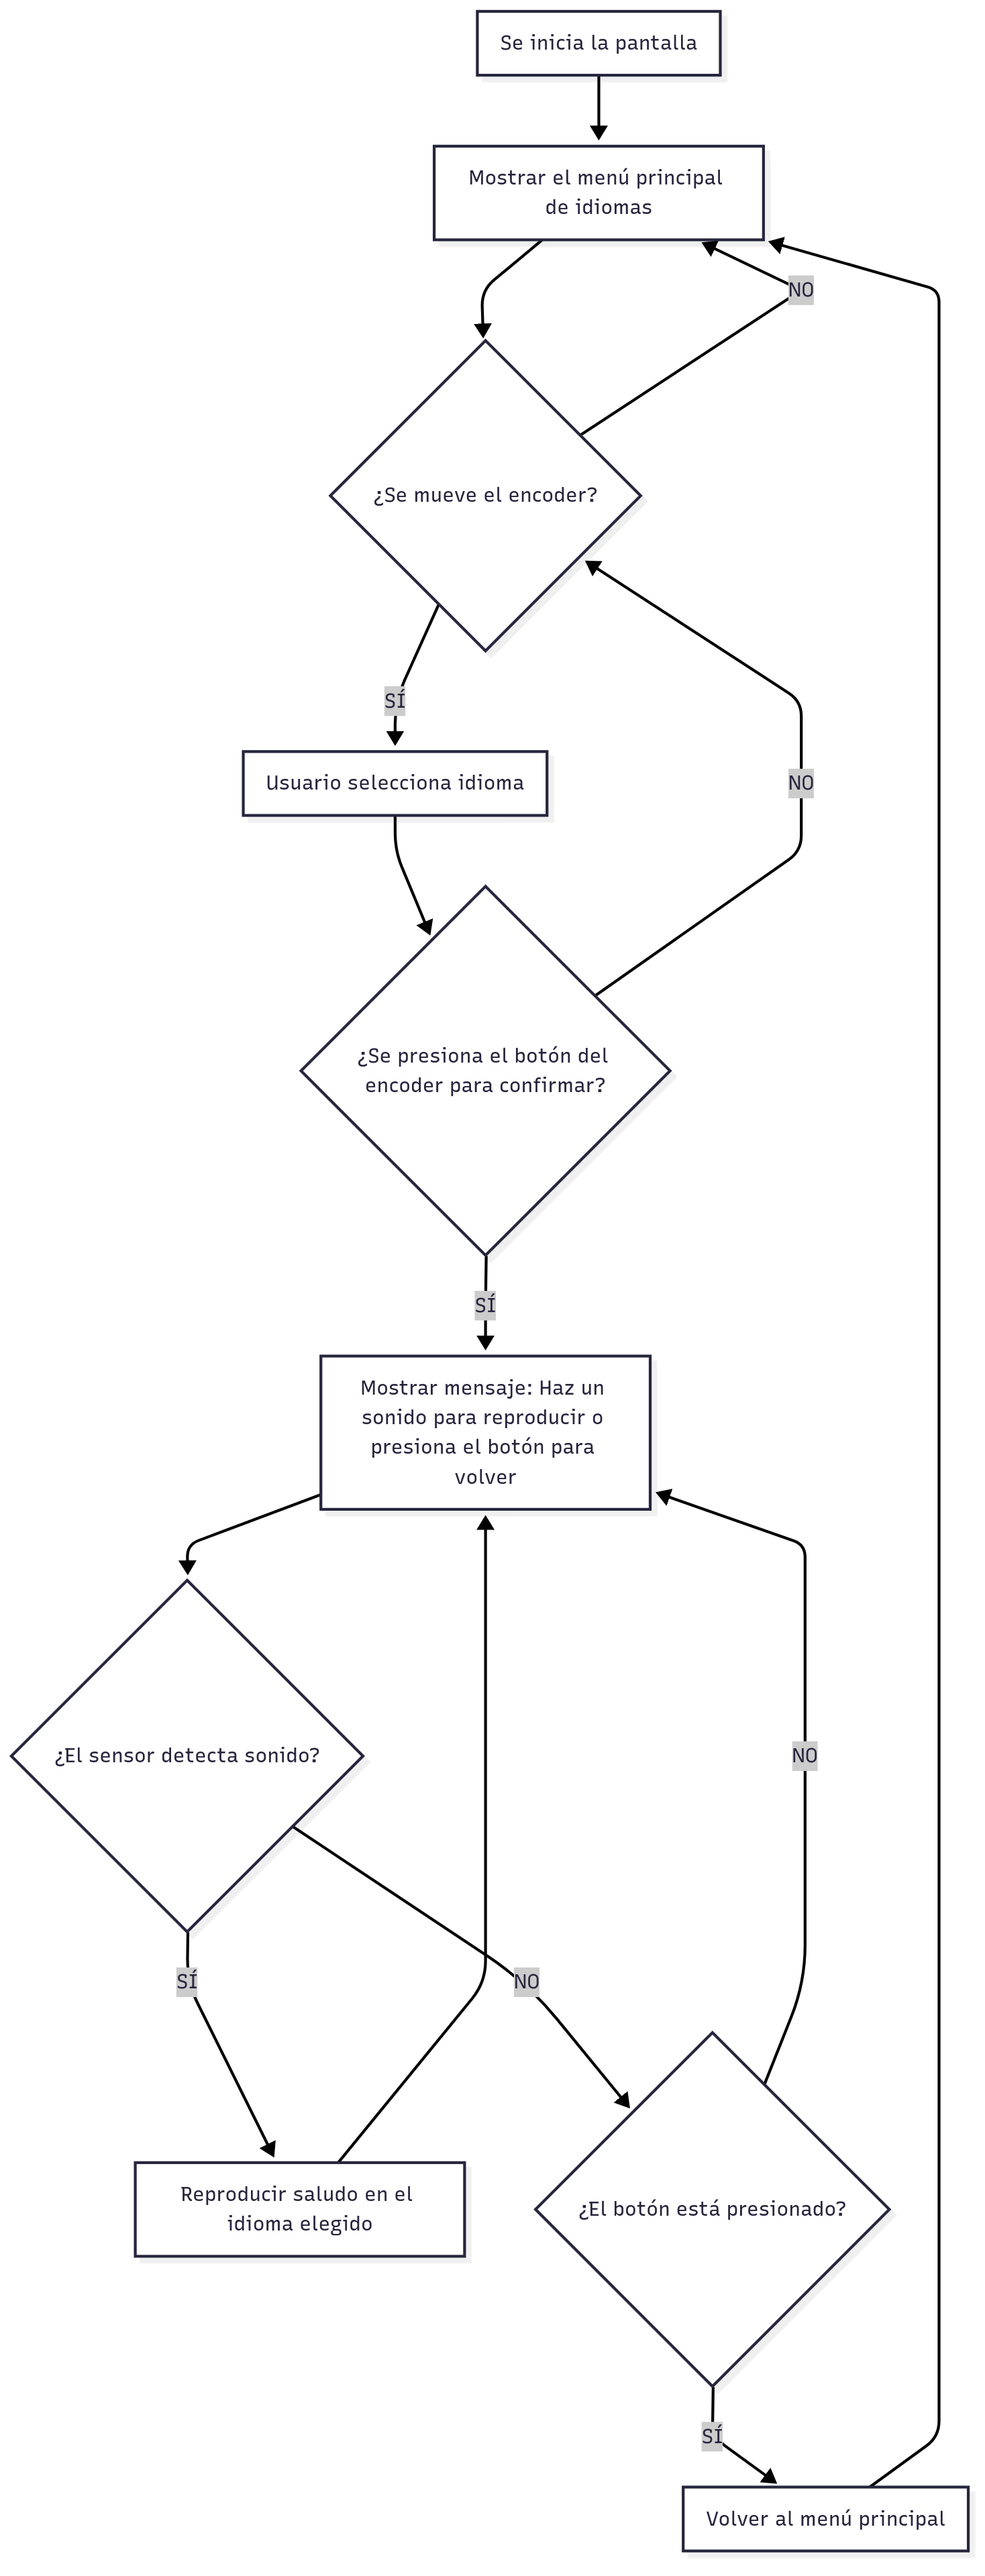 Se inicia la pantalla
Mostrar el menú principal
de idiomas
NO
¿Se mueve el encoder?
SÍ
Usuario selecciona idioma
NO
¿Se presiona el botón del
encoder para confirmar?
SÍ
Mostrar mensaje: Haz un
sonido para reproducir o
presiona el botón para
volver
¿El sensor detecta sonido?
NO
SÍ
NO
Reproducir saludo en el
idioma elegido
¿El botón está presionado?
SÍ
Volver al menú principal